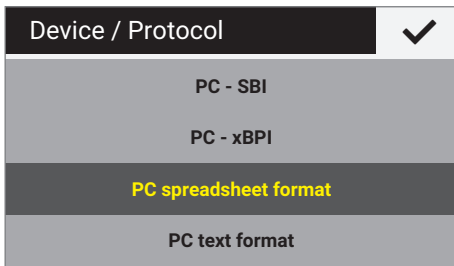 Device / Protocol
PC - SBI
PC - xBPI
PC spreadsheet format
PC text format